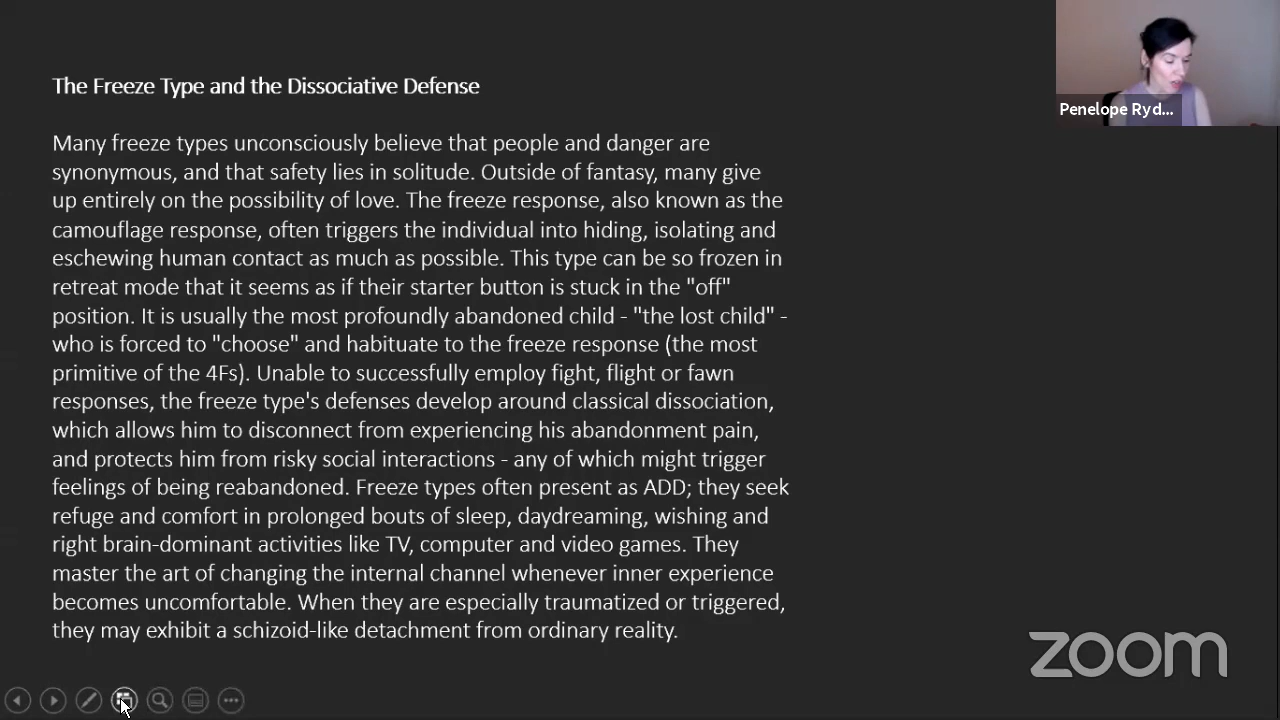 The Freeze Type and the Dissociative Defense
Many freeze types unconsciously believe that people and danger are
synonymous, and that safety lies in solitude. Outside of fantasy, many give
up entirely on the possibility of love. The freeze response, also known as the
camouflage response, often triggers the individual into hiding, isolating and
eschewing human contact as much as possible. This type can be so frozen in
retreat mode that it seems as if their starter button is stuck in the "off"
position. It is usually the most profoundly abandoned child - "the lost child" -
who is forced to "choose" and habituate to the freeze response (the most
primitive of the 4Fs). Unable to successfully employ fight, flight or fawn
responses, the freeze type's defenses develop around classical dissociation,
which allows him to disconnect from experiencing his abandonment pain,
and protects him from risky social interactions - any of which might trigger
feelings of being reabandoned. Freeze types often present as ADD; they seek
refuge and comfort in prolonged bouts of sleep, daydreaming, wishing and
right brain-dominant activities like TV, computer and video games. They
master the art of changing the internal channel whenever inner experience
becomes uncomfortable. When they are especially traumatized or triggered,
they may exhibit a schizoid-like detachment from ordinary reality.
Penelope Ryd...
zoom